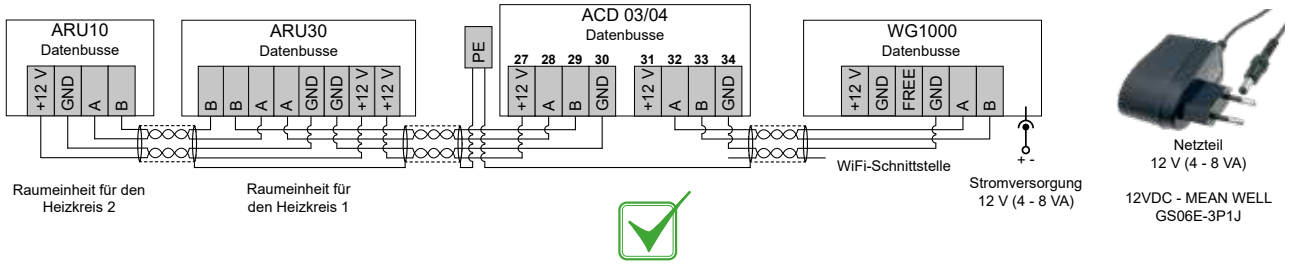 ARU10
Datenbusse
+12 V
GND
A
B
ARU30
Datenbusse
B
B
A
A
GND
GND
+12 V
+12 V
PE
ACD 03/04
Datenbusse
27 28 29 30 31 32 33 34
+12 V
A
B
GND
+12 V
A
B
GND
WG1000
Datenbusse
+12 V
GND
FREE
GND
A
B
+ -
WiFi-Schnittstelle
Raumeinheit für den
Heizkreis 2
Raumeinheit für
den Heizkreis 1
Stromversorgung
12 V (4 - 8 VA)
Netzteil
12 V (4 - 8 VA)
12VDC - MEAN WELL
GS06E-3P1J